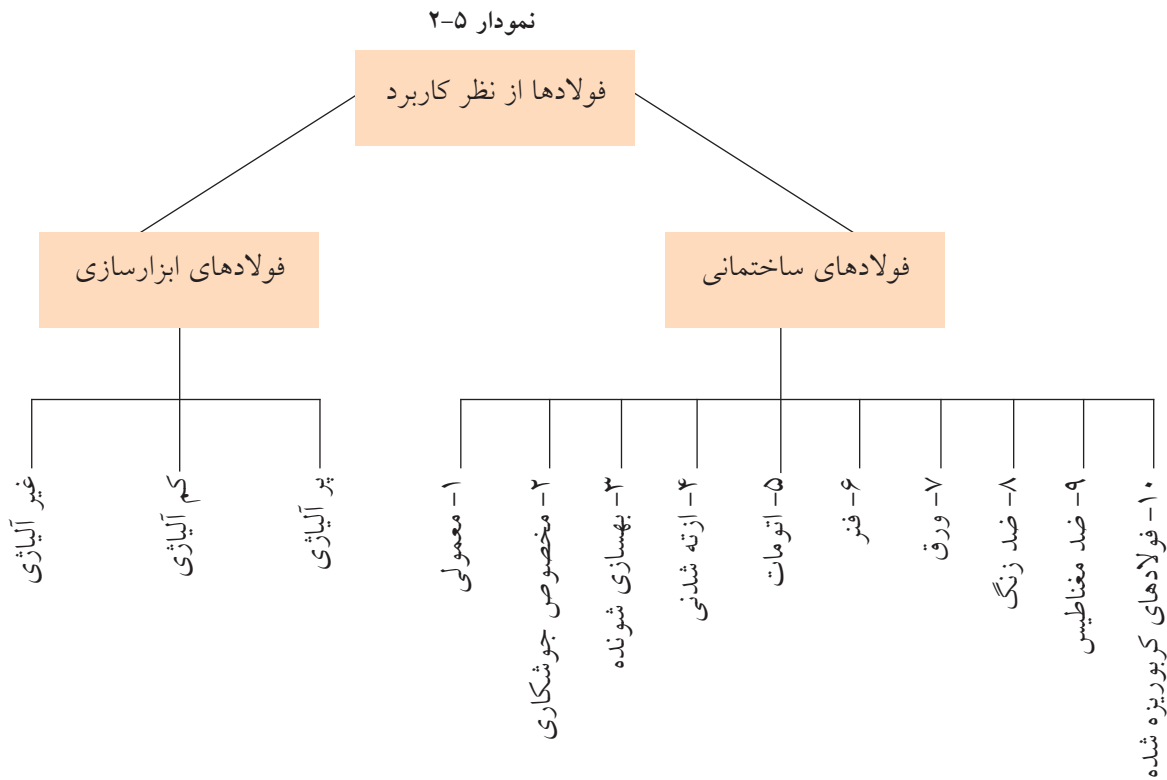 نمودار ۵-۲
فولادها از نظر کاربرد
فولادهای ساختمانی
فولادهای ابزارسازی
۱- معمولی
۲- مخصوص جوشکاری
۳- بهسازی شونده
۴- ازته شدنی
۵- اتومات
۶- فنر
۷- ورق
۸- ضد زنگ
۹- ضد مغناطیس
۱۰- فولادهای کربوریزه شده
پر آلیاژی
کم آلیاژی
غیر آلیاژی